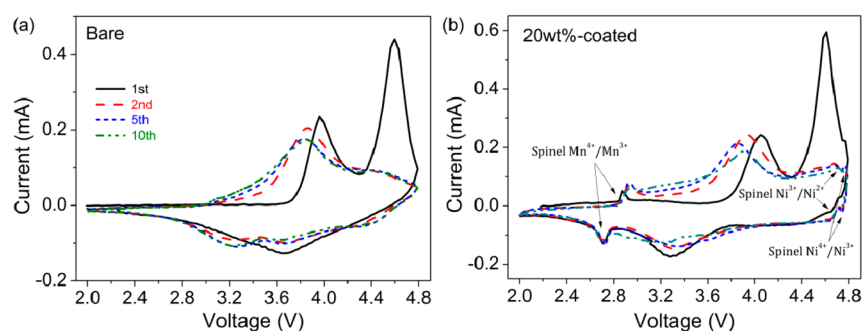 (a)
Bare
1st
2nd
5th
10th
Current (mA)
0.4
0.2
0.0
-0.2
2.0 2.4 2.8 3.2 3.6 4.0 4.4 4.8
Voltage (V)
(b)
20wt%-coated
Spinel Mn⁴⁺/Mn³⁺
Spinel Ni³⁺/Ni²⁺
Spinel Ni⁴⁺/Ni³⁺
Current (mA)
0.6
0.4
0.2
0.0
-0.2
2.0 2.4 2.8 3.2 3.6 4.0 4.4 4.8
Voltage (V)